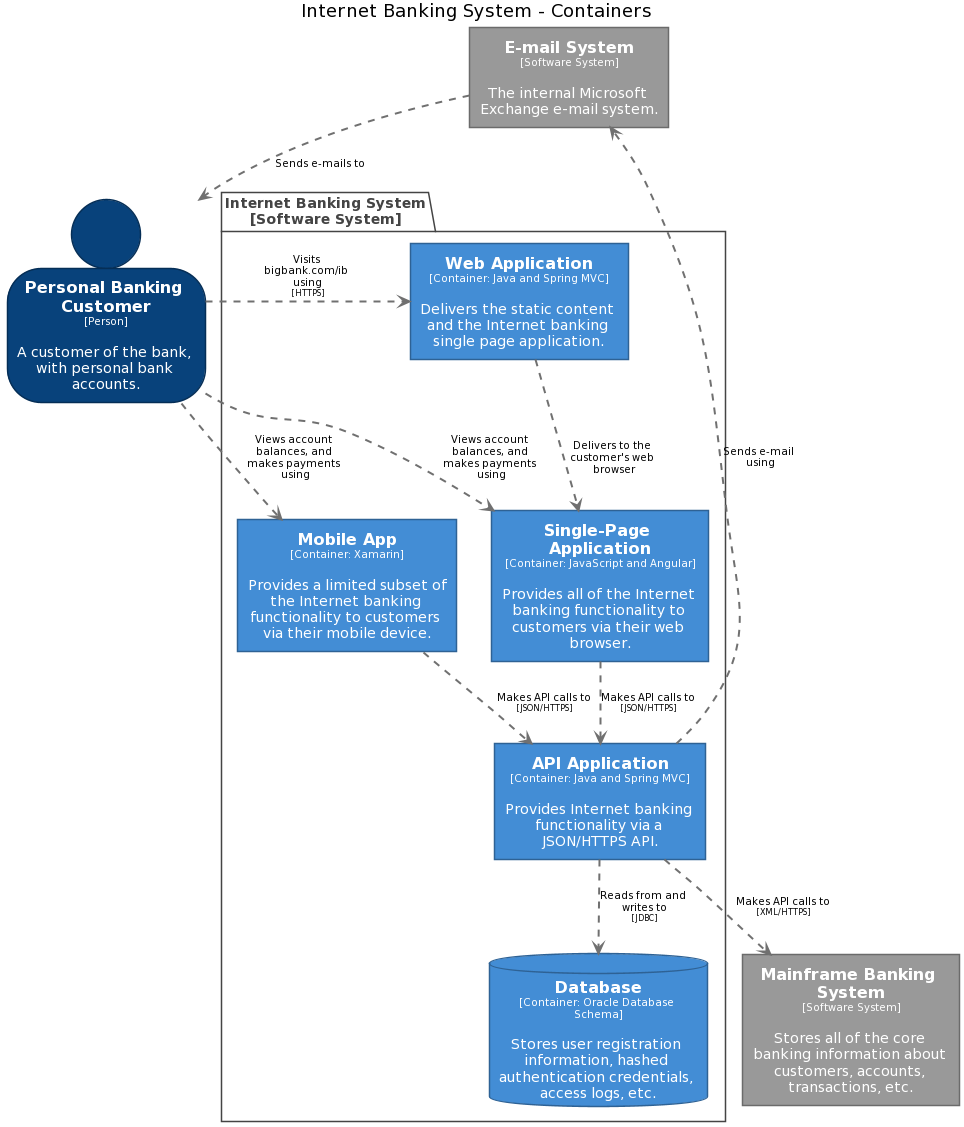 Internet Banking System - Containers
E-mail System
[Software System]
The internal Microsoft
Exchange e-mail system.
Sends e-mails to
Internet Banking System
[Software System]
Personal Banking
Customer
[Person]
A customer of the bank,
with personal bank
accounts.
Visits
bigbank.com/ib
using
[HTTPS]
Web Application
[Container: Java and Spring MVC]
Delivers the static content
and the Internet banking
single page application.
Views account
balances, and
makes payments
using
Views account
balances, and
makes payments
using
Delivers to the
customer's web
browser
Sends e-mail
using
Mobile App
[Container: Xamarin]
Provides a limited subset of
the Internet banking
functionality to customers
via their mobile device.
Single-Page
Application
[Container: JavaScript and Angular]
Provides all of the Internet
banking functionality to
customers via their web
browser.
Makes API calls to
[JSON/HTTPS]
Makes API calls to
[JSON/HTTPS]
API Application
[Container: Java and Spring MVC]
Provides Internet banking
functionality via a
JSON/HTTPS API.
Reads from and
writes to
[JDBC]
Makes API calls to
[XML/HTTPS]
Database
[Container: Oracle Database
Schema]
Stores user registration
information, hashed
authentication credentials,
access logs, etc.
Mainframe Banking
System
[Software System]
Stores all of the core
banking information about
customers, accounts,
transactions, etc.